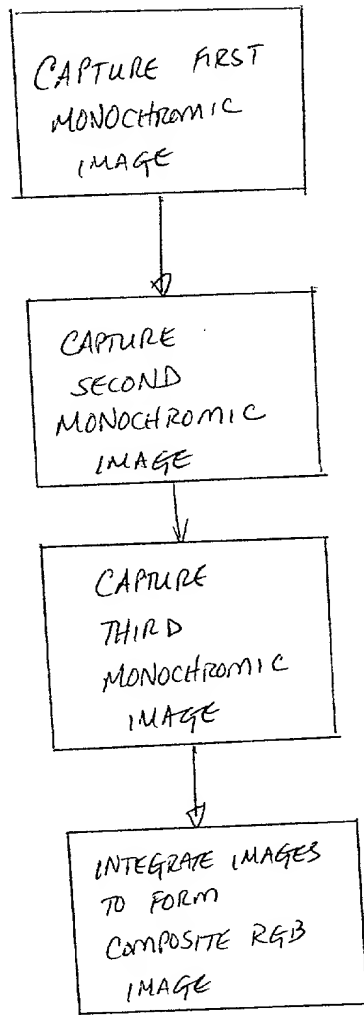 CAPTURE FIRST
MONOCHROMIC
IMAGE
CAPTURE
SECOND
MONOCHROMIC
IMAGE
CAPTURE
THIRD
MONOCHROMIC
IMAGE
INTEGRATE IMAGES
TO FORM
COMPOSITE RGB
IMAGE